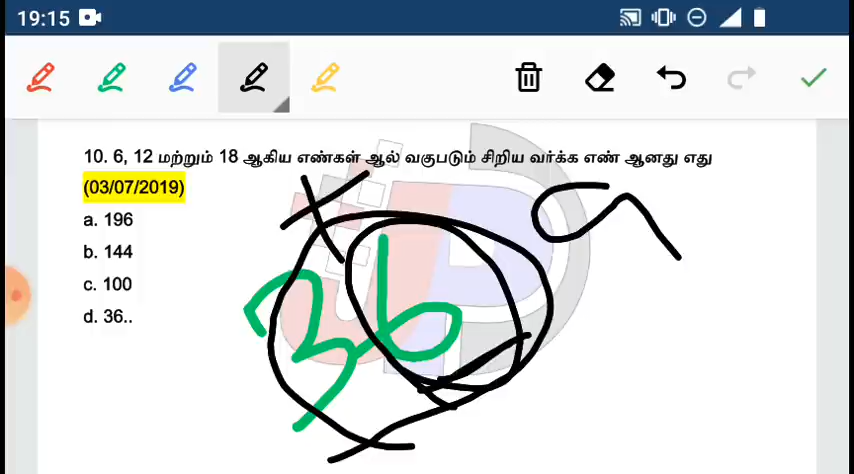 19:15
10. 6, 12 மற்றும் 18 ஆகிய எண்கள் ஆல் வகுபடும் சிறிய வர்க்க எண் ஆனது எது
(03/07/2019)
a. 196
b. 144
c. 100
d. 36..
36